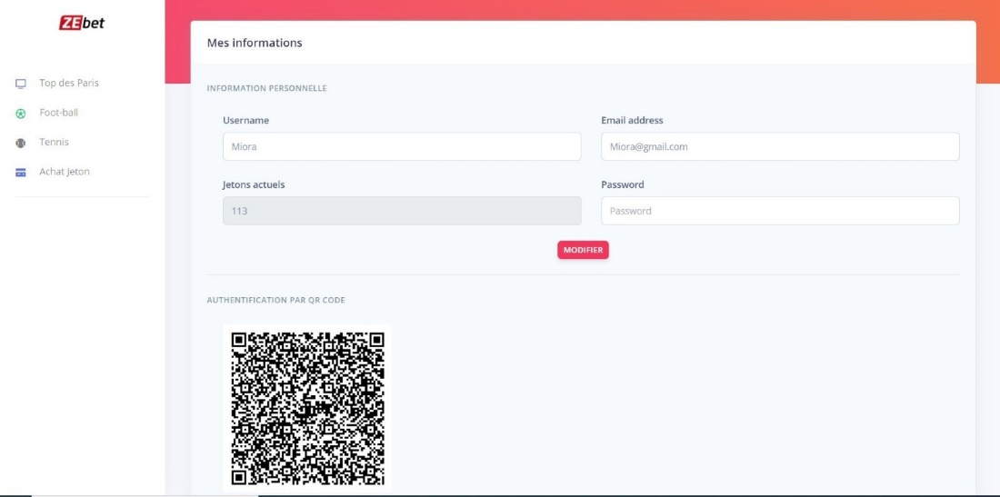 ZEbet
Top des Paris
Foot-ball
Tennis
Achat Jeton
Mes informations
INFORMATION PERSONNELLE
Username
Email address
Miora
Miora@gmail.com
Jetons actuels
Password
113
Password
MODIFIER
AUTHENTIFICATION PAR QR CODE